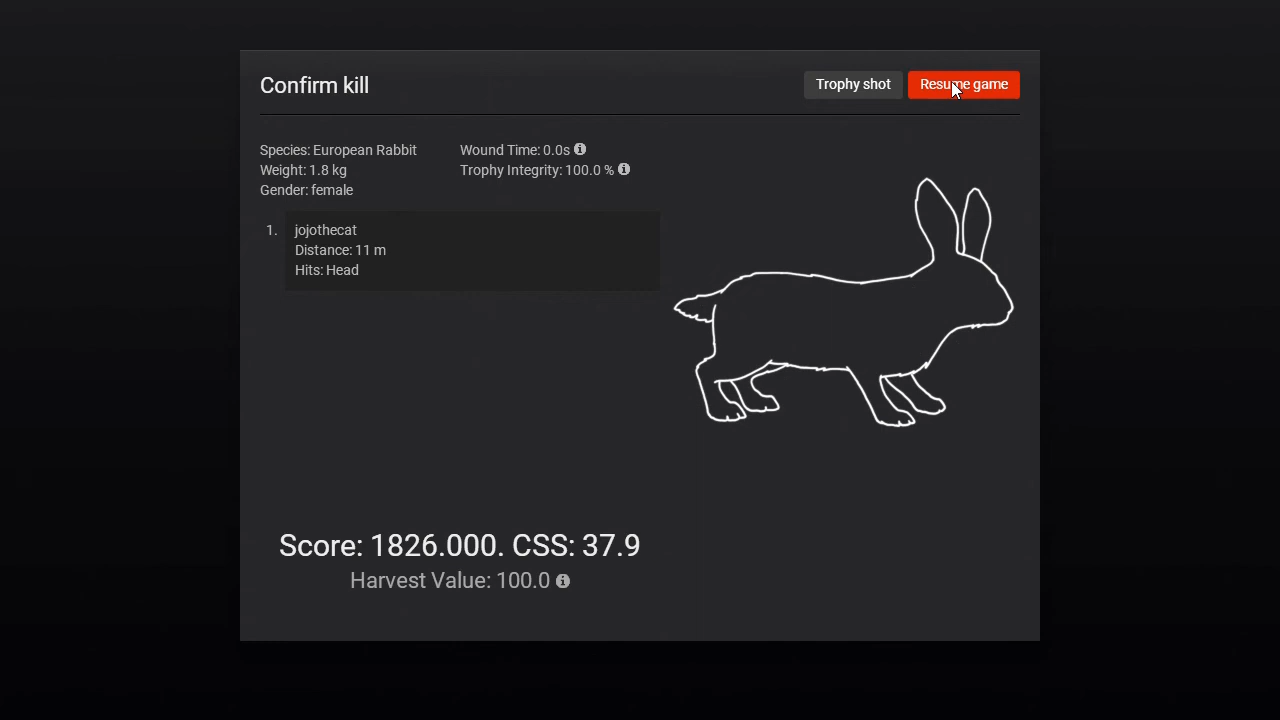 Confirm kill
Trophy shot
Resume game
Species: European Rabbit
Weight: 1.8 kg
Gender: female
Wound Time: 0.0s
Trophy Integrity: 100.0 %
1.
jojothecat
Distance: 11 m
Hits: Head
Score: 1826.000. CSS: 37.9
Harvest Value: 100.0